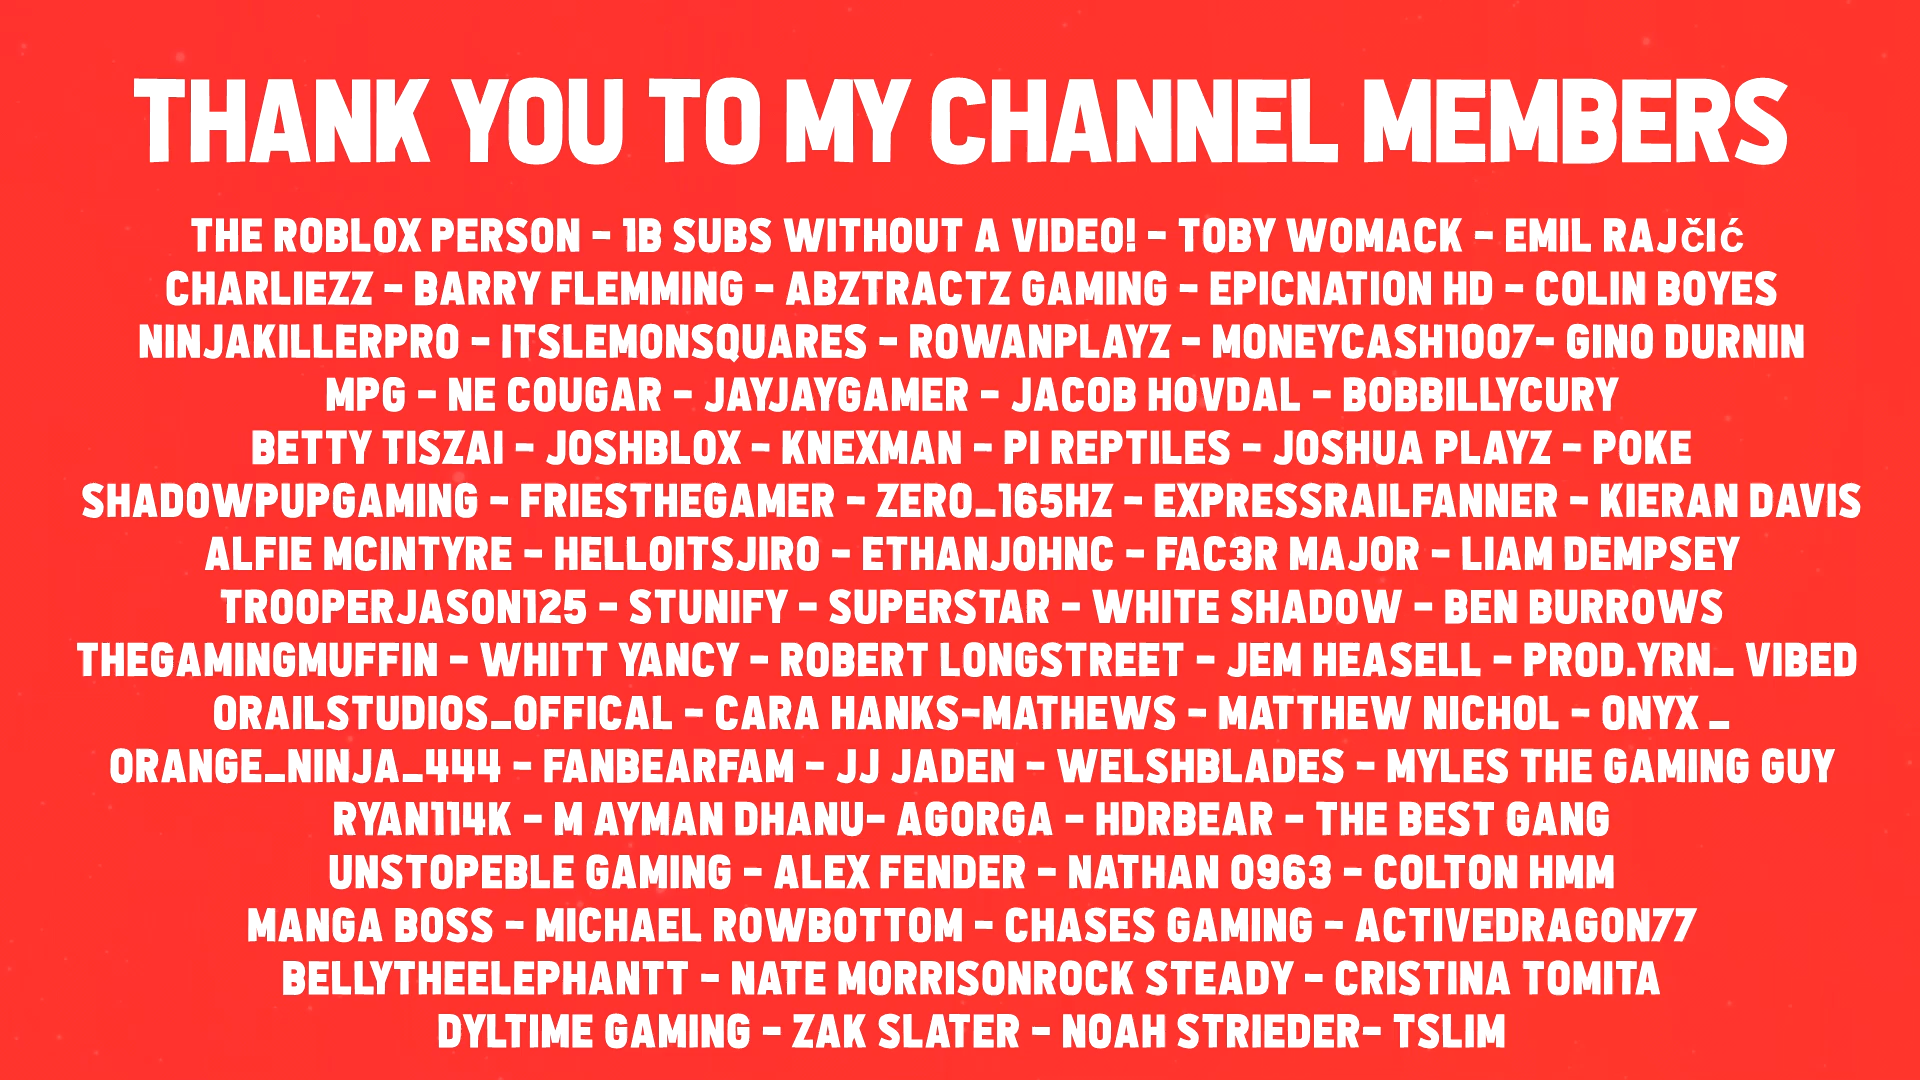 THANK YOU TO MY CHANNEL MEMBERS
THE ROBLOX PERSON - 1B SUBS WITHOUT A VIDEO! - TOBY WOMACK - EMIL RAJčIć
CHARLIEZZ - BARRY FLEMMING - ABZTRACTZ GAMING - EPICNATION HD - COLIN BOYES
NINJAKILLERPRO - ITSLEMONSQUARES - ROWANPLAYZ - MONEYCASH1007- GINO DURNIN
MPG - NE COUGAR - JAYJAYGAMER - JACOB HOVDAL - BOBBILLYCURY
BETTY TISZAI - JOSHBLOX - KNEXMAN - PI REPTILES - JOSHUA PLAYZ - POKE
SHADOWPUPGAMING - FRIESTHEGAMER - ZERO_165HZ - EXPRESSRAILFANNER - KIERAN DAVIS
ALFIE MCINTYRE - HELLOITSJIRO - ETHANJOHNC - FAC3R MAJOR - LIAM DEMPSEY
TROOPERJASON125 - STUNIFY - SUPERSTAR - WHITE SHADOW - BEN BURROWS
THEGAMINGMUFFIN - WHITT YANCY - ROBERT LONGSTREET - JEM HEASELL - PROD.YRN_ VIBED
ORAILSTUDIOS_OFFICAL - CARA HANKS-MATHEWS - MATTHEW NICHOL - ONYX _
ORANGE_NINJA_444 - FANBEARFAM - JJ JADEN - WELSHBLADES - MYLES THE GAMING GUY
RYAN114K - M AYMAN DHANU- AGORGA - HDRBEAR - THE BEST GANG
UNSTOPEBLE GAMING - ALEX FENDER - NATHAN 0963 - COLTON HMM
MANGA BOSS - MICHAEL ROWBOTTOM - CHASES GAMING - ACTIVEDRAGON77
BELLYTHEELEPHANTT - NATE MORRISONROCK STEADY - CRISTINA TOMITA
DYLTIME GAMING - ZAK SLATER - NOAH STRIEDER- TSLIM